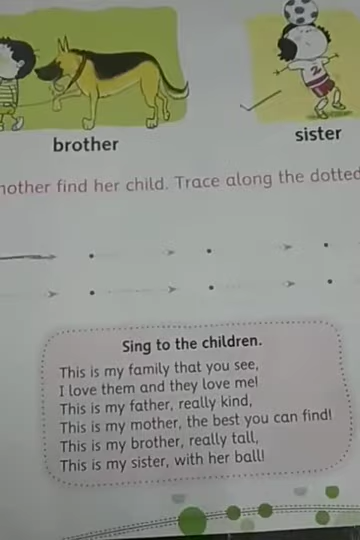 brother
sister
mother find her child. Trace along the dotted
Sing to the children.
This is my family that you see,
I love them and they love me!
This is my father, really kind,
This is my mother, the best you can find!
This is my brother, really tall,
This is my sister, with her ball!